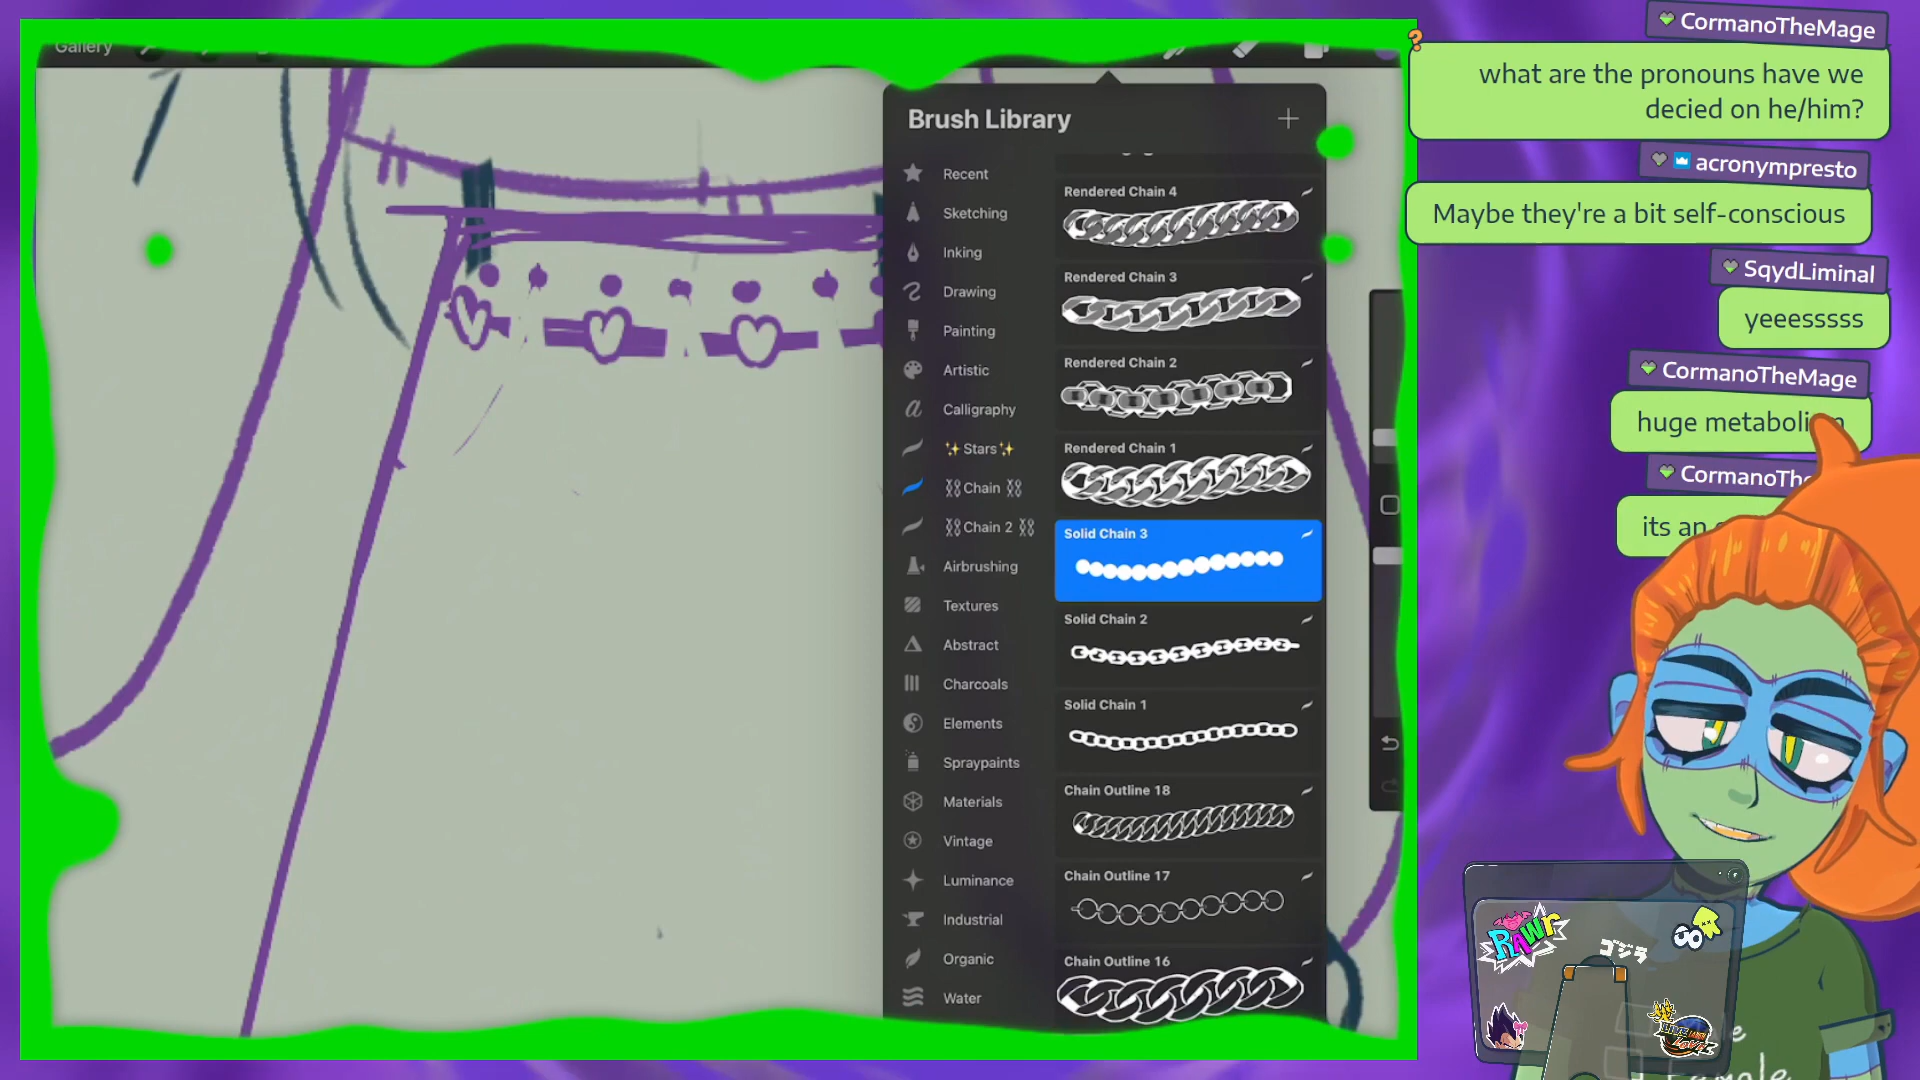 Gallery
Brush Library
Recent
Sketching
Inking
Drawing
Painting
Artistic
Calligraphy
✨Stars✨
⛓Chain ⛓
⛓Chain 2 ⛓
Airbrushing
Textures
Abstract
Charcoals
Elements
Spraypaints
Materials
Vintage
Luminance
Industrial
Organic
Water
Rendered Chain 4
Rendered Chain 3
Rendered Chain 2
Rendered Chain 1
Solid Chain 3
Solid Chain 2
Solid Chain 1
Chain Outline 18
Chain Outline 17
Chain Outline 16
CormanoTheMage
what are the pronouns have we
decied on he/him?
acronympresto
Maybe they're a bit self-conscious
SqydLiminal
yeeesssss
CormanoTheMage
huge
CormanoThe
its an
RAWr
ゴジラ